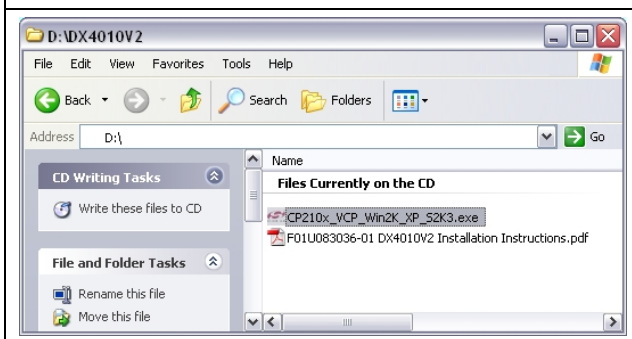 D:\DX4010V2
File Edit View Favorites Tools Help
Back Search Folders
Address D:\ Go
Name
CD Writing Tasks
Files Currently on the CD
Write these files to CD
CP210x_VCP_Win2K_XP_S2K3.exe
F01U083036-01 DX4010V2 Installation Instructions.pdf
File and Folder Tasks
Rename this file
Move this file